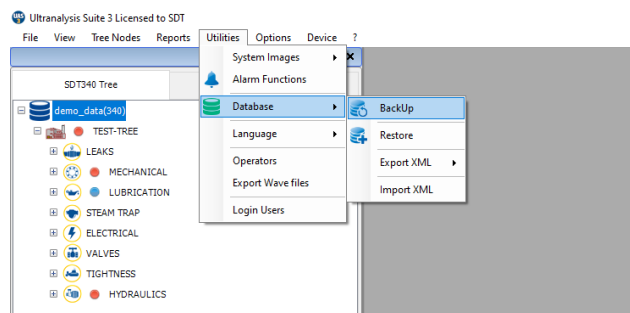 UAS 3 Ultranalysis Suite 3 Licensed to SDT
File View Tree Nodes Reports Utilities Options Device ?
System Images
SDT340 Tree
Alarm Functions
demo_data(340)
Database
BackUp
TEST-TREE
Language
Restore
LEAKS
Operators
Export XML
MECHANICAL
Export Wave files
Import XML
LUBRICATION
Login Users
STEAM TRAP
ELECTRICAL
VALVES
TIGHTNESS
HYDRAULICS